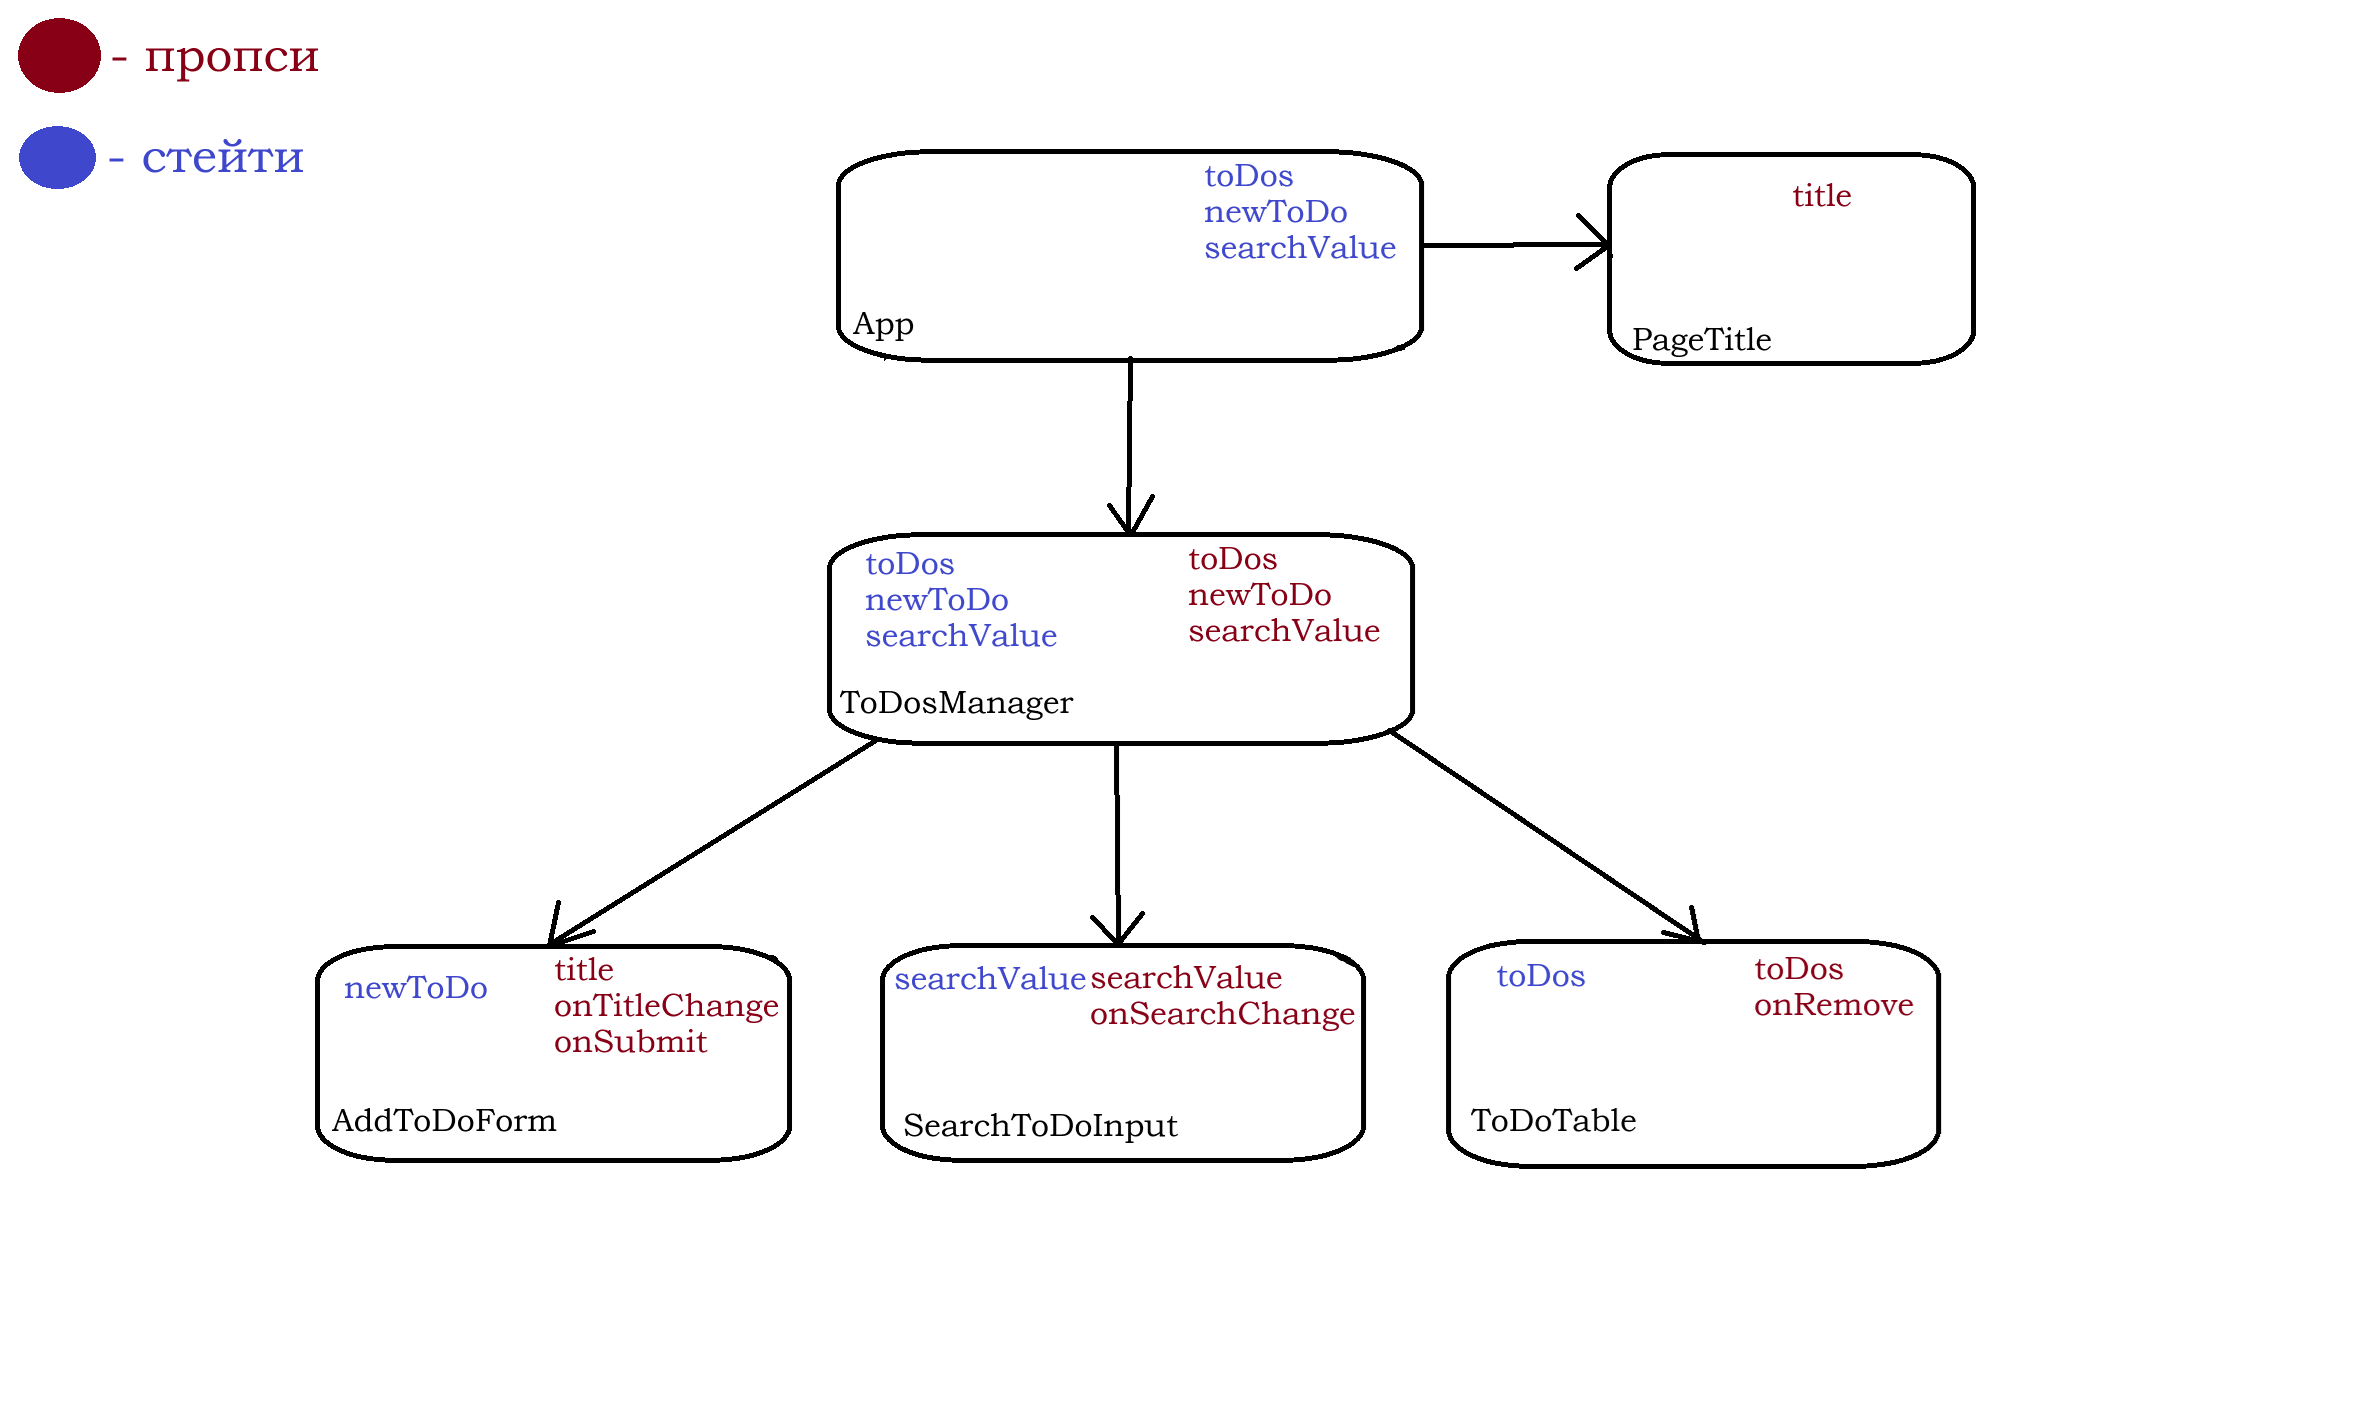 - пропси
- стейти
toDos
newToDo
searchValue
App
title
PageTitle
toDos
newToDo
searchValue
toDos
newToDo
searchValue
ToDosManager
newToDo
title
onTitleChange
onSubmit
AddToDoForm
searchValue
searchValue
onSearchChange
SearchToDoInput
toDos
toDos
onRemove
ToDoTable